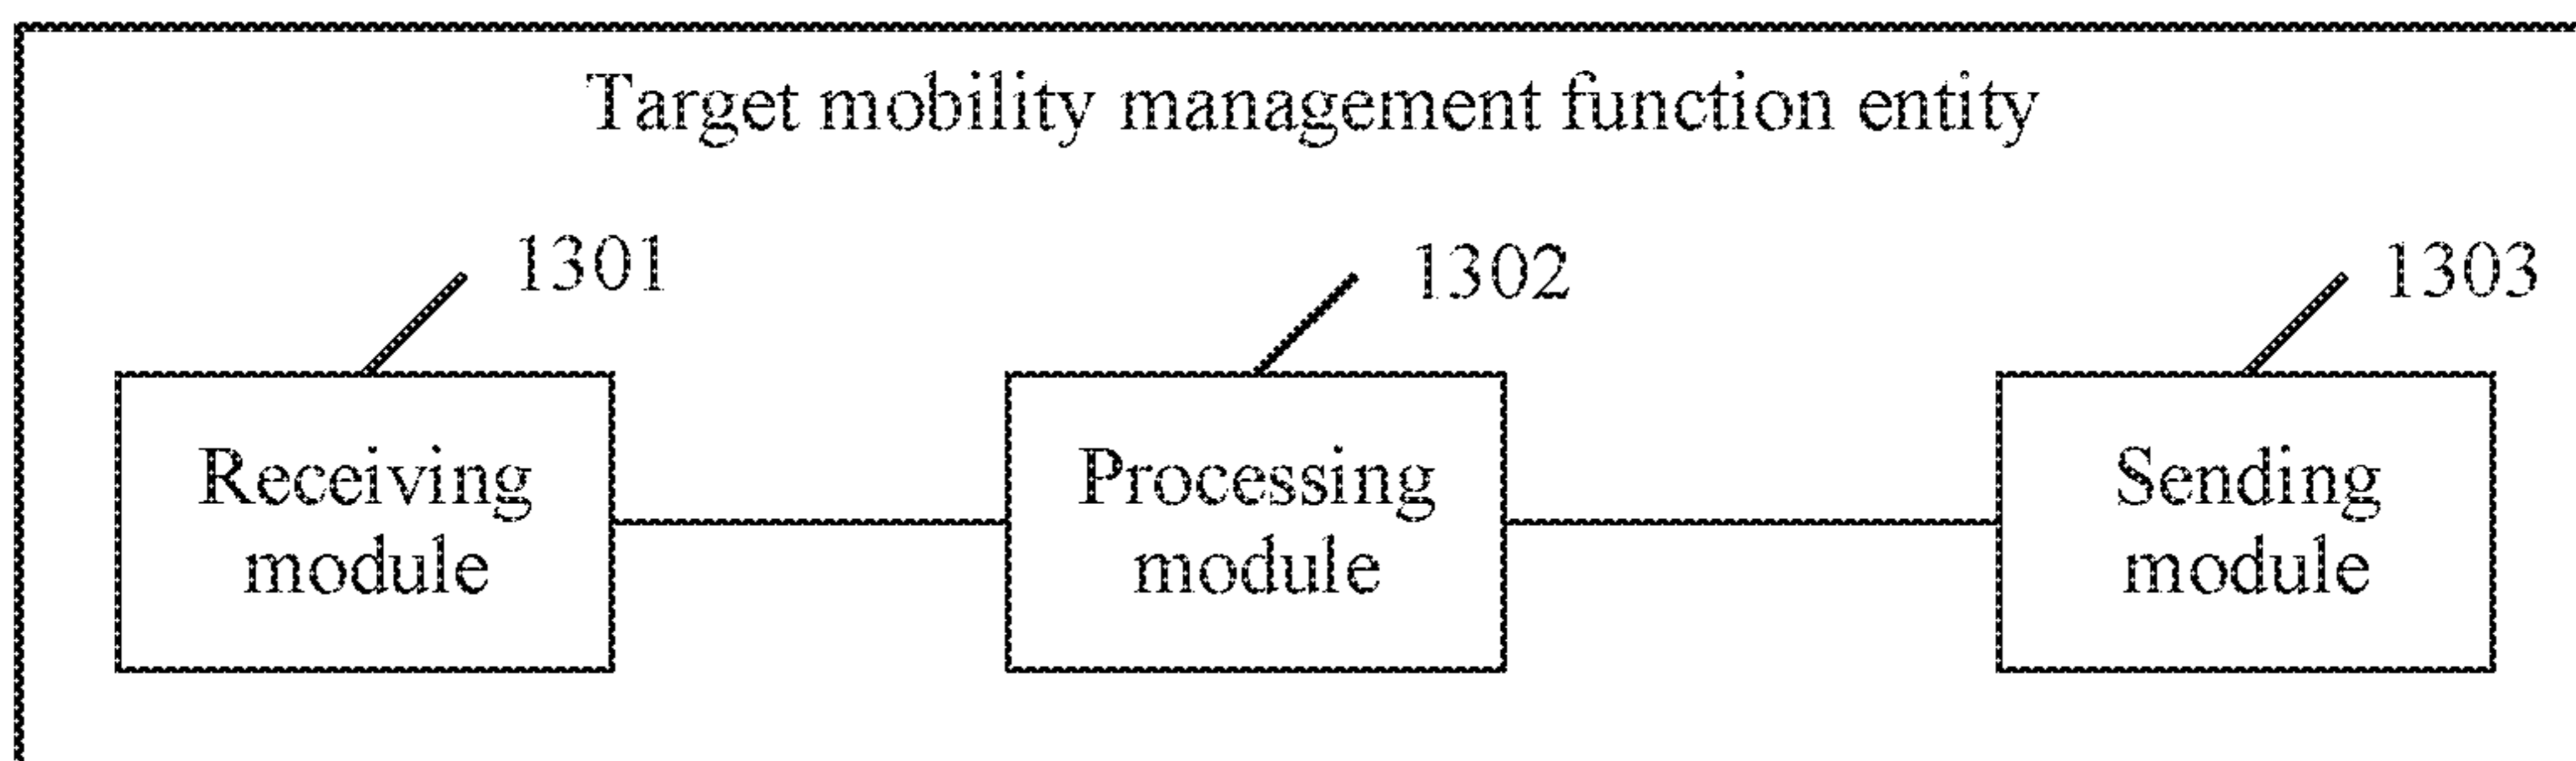 Target mobility management function entity
1301
1302
1303
Receiving
module
Processing
module
Sending
module